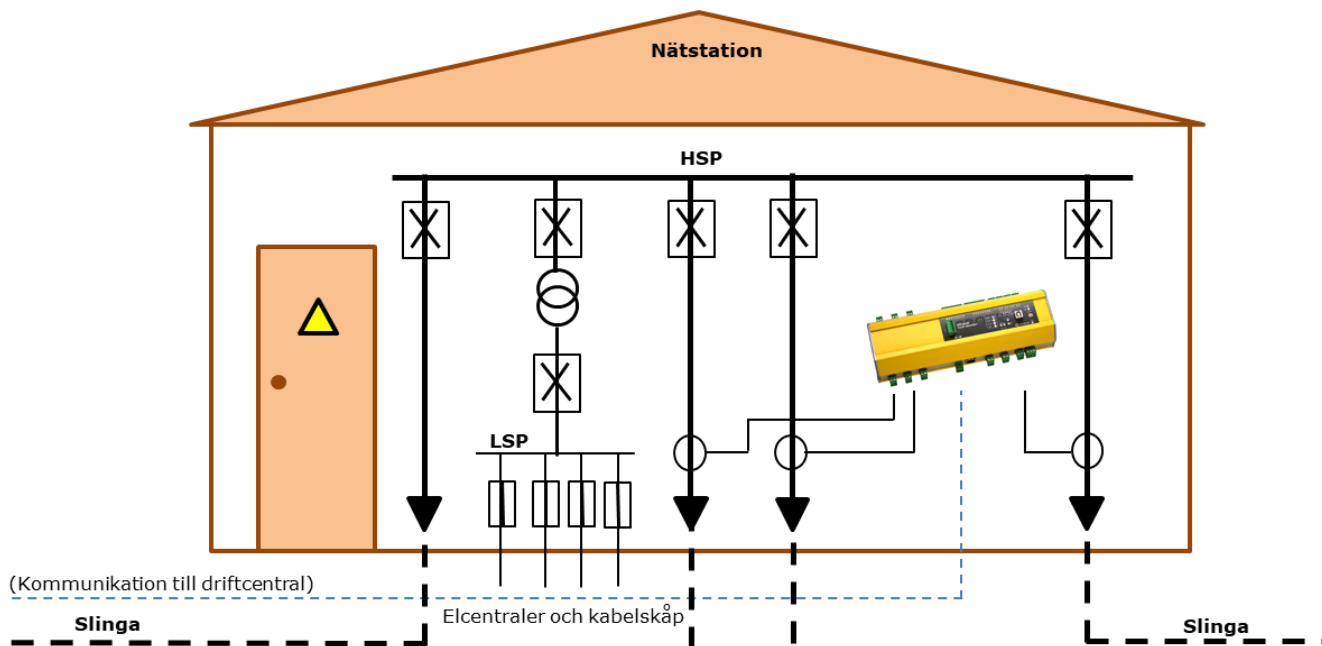 Nätstation
HSP
LSP
(Kommunikation till driftcentral)
Elcentraler och kabelskåp
Slinga
Slinga